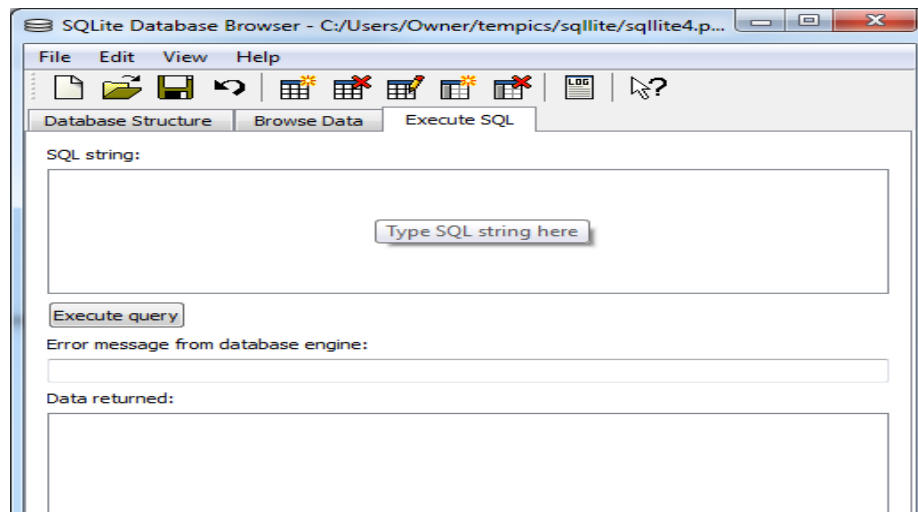 SQLite Database Browser - C:/Users/Owner/tempics/sqllite/sqllite4.p...
File Edit View Help
LOG
?
Database Structure Browse Data Execute SQL
SQL string:
Type SQL string here
Execute query
Error message from database engine:
Data returned: